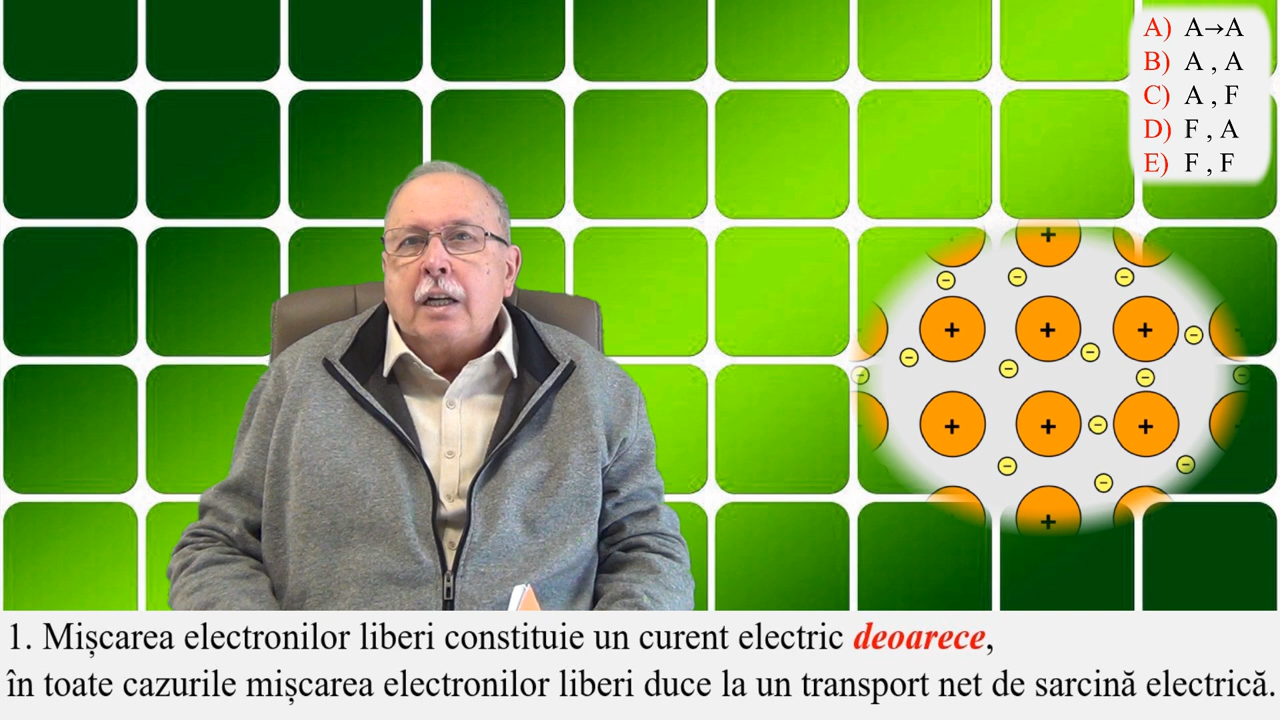 A) A→A
B) A , A
C) A , F
D) F , A
E) F , F
1. Mișcarea electronilor liberi constituie un curent electric deoarece,
în toate cazurile mișcarea electronilor liberi duce la un transport net de sarcină electrică.